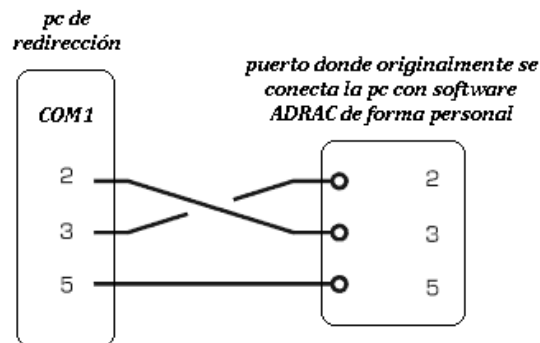 pc de
redirección
puerto donde originalmente se
conecta la pc con software
ADRAC de forma personal
COM1
2
3
5
2
3
5